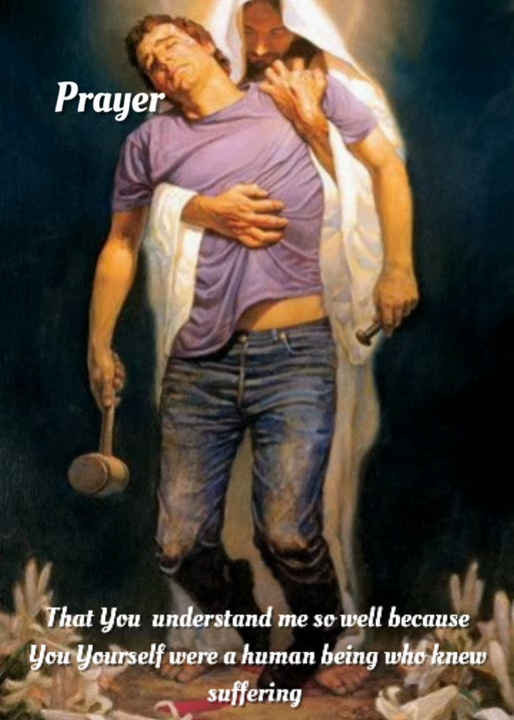 Prayer
That You understand me so well because
You Yourself were a human being who knew
suffering